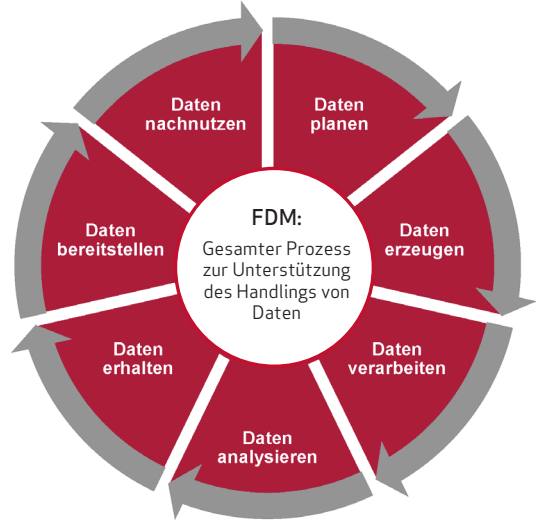 FDM:
Gesamter Prozess
zur Unterstützung
des Handlings von
Daten
Daten
planen
Daten
erzeugen
Daten
verarbeiten
Daten
analysieren
Daten
erhalten
Daten
bereitstellen
Daten
nachnutzen